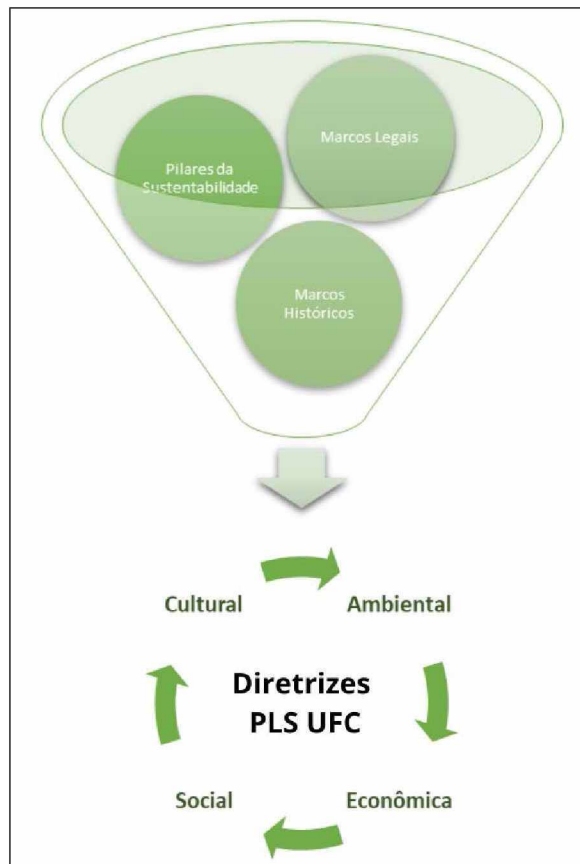 Marcos Legais
Pilares da
Sustentabilidade
Marcos
Históricos
Cultural
Ambiental
Diretrizes
PLS UFC
Social
Econômica